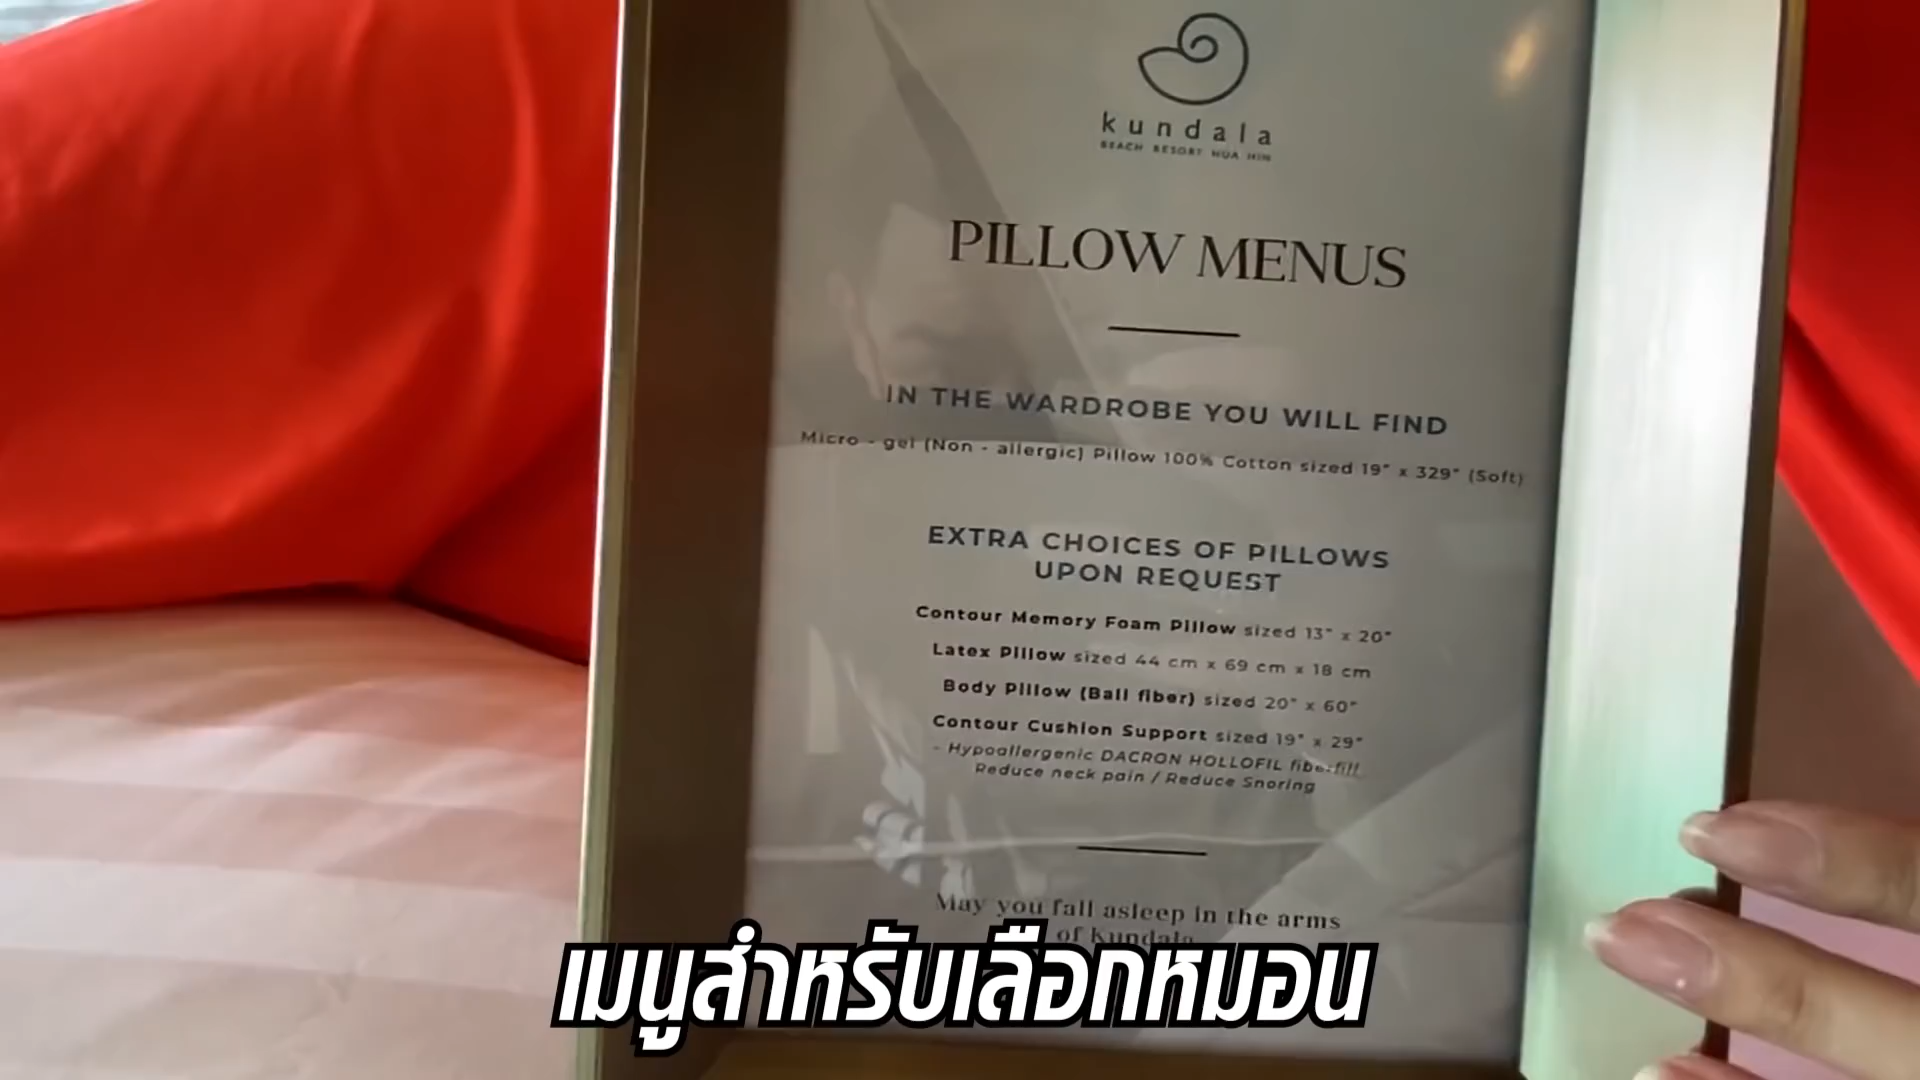 kundala
BEACH RESORT HUA HIN
PILLOW MENUS
IN THE WARDROBE YOU WILL FIND
Micro - gel (Non - allergic) Pillow 100% Cotton sized 19" x 329" (Soft)
EXTRA CHOICES OF PILLOWS
UPON REQUEST
Contour Memory Foam Pillow sized 13" x 20"
Latex Pillow sized 44 cm x 69 cm x 18 cm
Body Pillow (Ball fiber) sized 20" x 60"
Contour Cushion Support sized 19" x 29"
- Hypoallergenic DACRON HOLLOFIL fiberfill
Reduce neck pain / Reduce Snoring
May you fall asleep in the arms
of Kundala
เมนูสำหรับเลือกหมอน